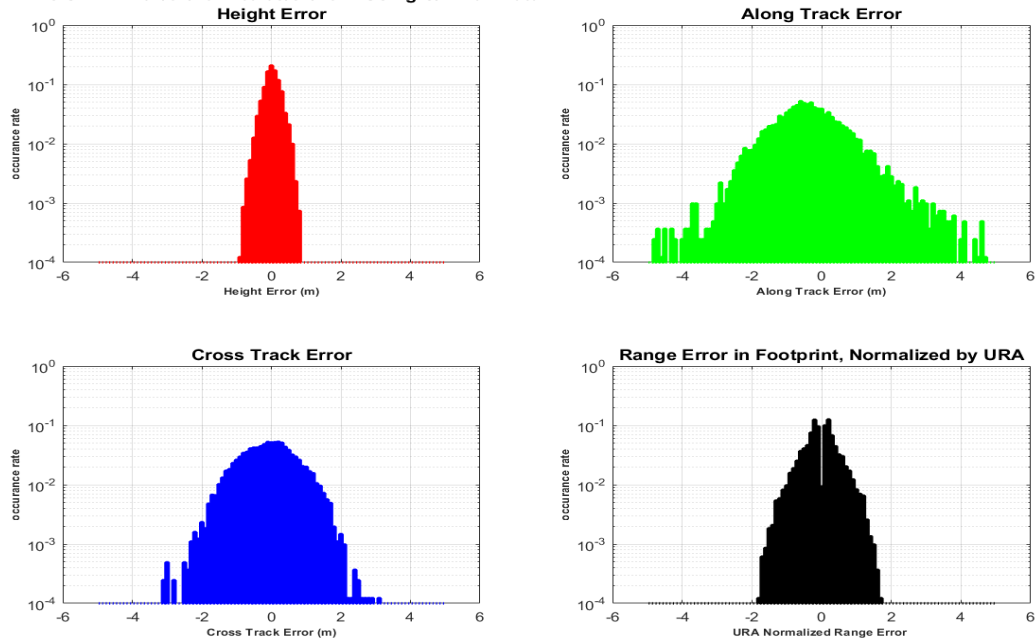 Height Error
10^0
10^-1
10^-2
10^-3
10^-4
occurance rate
-6 -4 -2 0 2 4 6
Height Error (m)
Along Track Error
10^0
10^-1
10^-2
10^-3
10^-4
occurance rate
-6 -4 -2 0 2 4 6
Along Track Error (m)
Cross Track Error
10^0
10^-1
10^-2
10^-3
10^-4
occurance rate
-6 -4 -2 0 2 4 6
Cross Track Error (m)
Range Error in Footprint, Normalized by URA
10^0
10^-1
10^-2
10^-3
10^-4
occurance rate
-6 -4 -2 0 2 4 6
URA Normalized Range Error